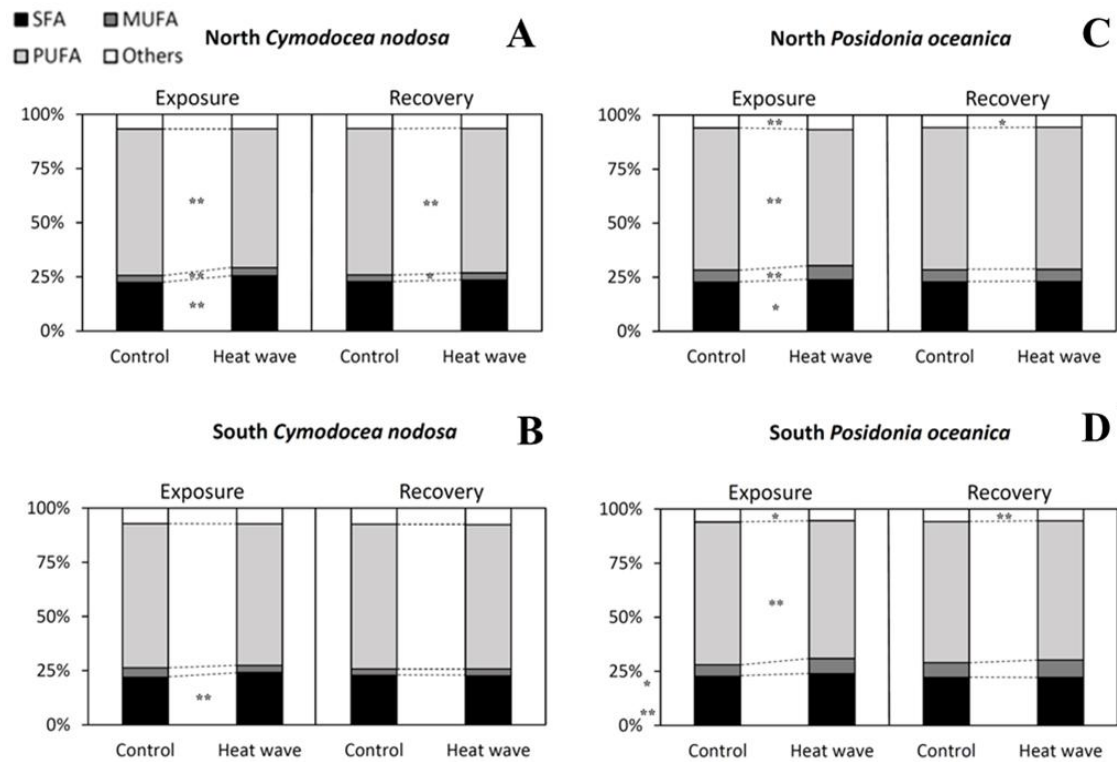 SFA MUFA
PUFA Others
North Cymodocea nodosa A
Exposure Recovery
100%
**
75%
** **
50%
25%
** *
**
0%
Control Heat wave Control Heat wave
North Posidonia oceanica C
Exposure Recovery
100%
** *
75%
**
50%
25%
**
*
0%
Control Heat wave Control Heat wave
South Cymodocea nodosa B
Exposure Recovery
100%
75%
50%
25%
**
0%
Control Heat wave Control Heat wave
South Posidonia oceanica D
Exposure Recovery
100%
* **
75%
**
50%
25%
*
**
0%
Control Heat wave Control Heat wave